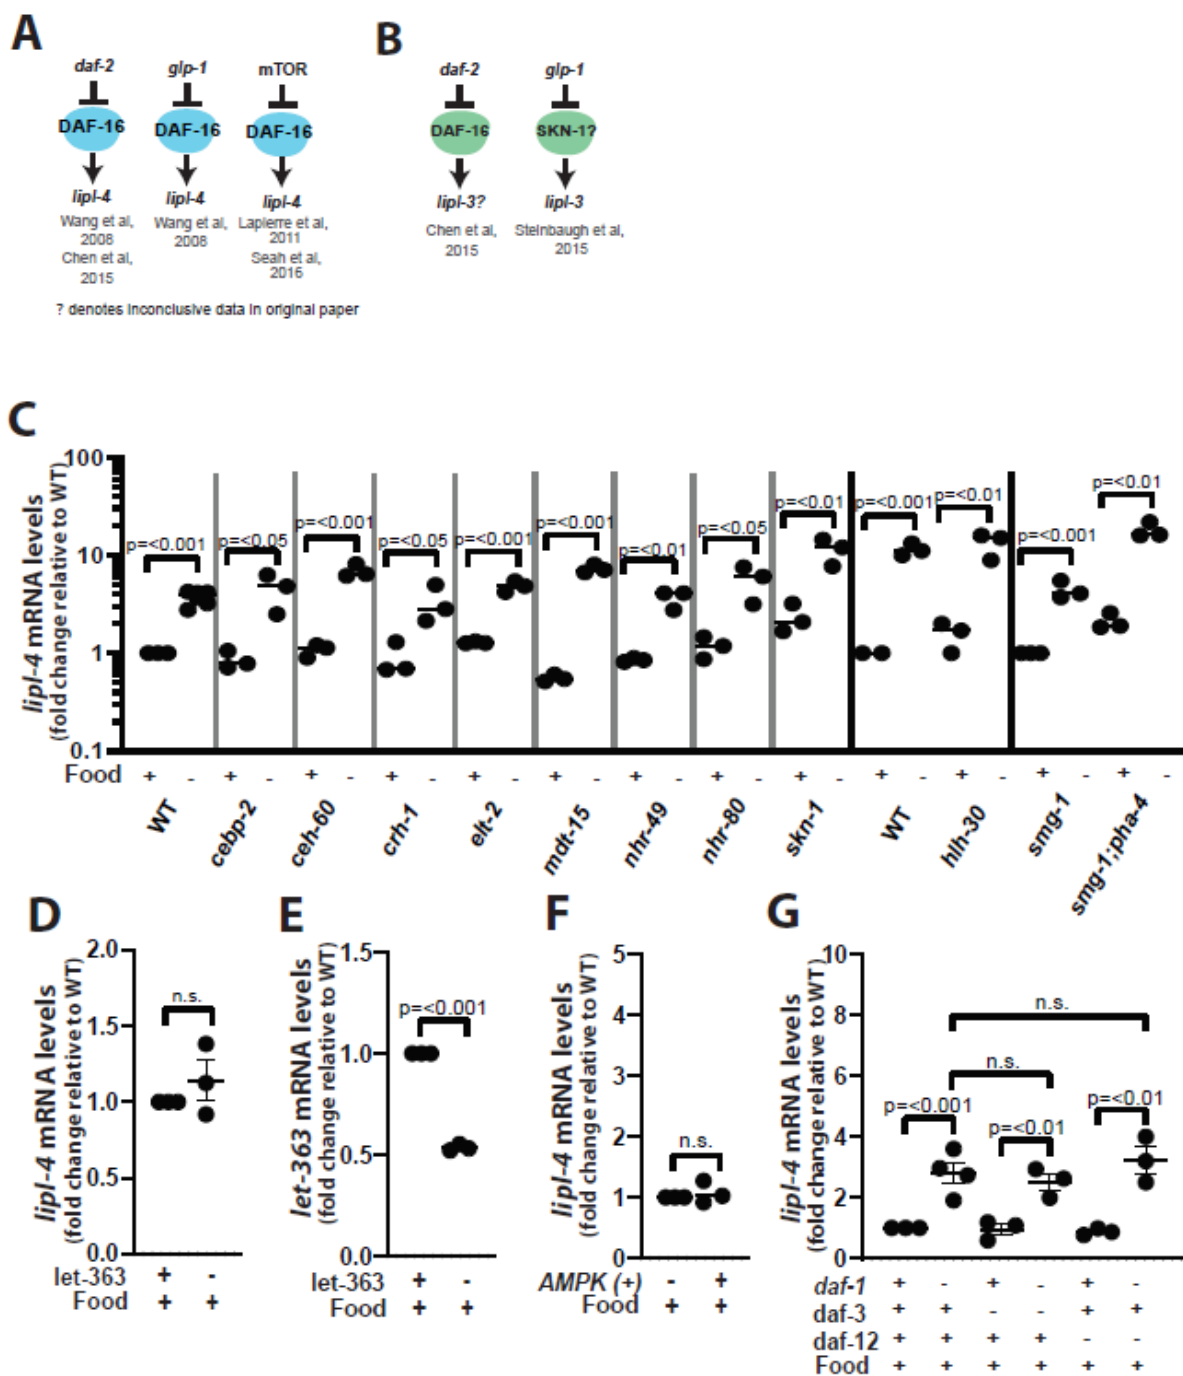 A
B
daf-2
glp-1
mTOR
daf-2
glp-1
DAF-16
DAF-16
DAF-16
DAF-16
SKN-1?
lipl-4
lipl-4
lipl-4
lipl-3?
lipl-3
Wang et al,
2008
Wang et al,
2008
Lapierre et al,
2011
Chen et al,
2015
Steinbaugh et al,
2015
Chen et al,
2015
Seah et al,
2016
? denotes inconclusive data in original paper
C
lipl-4 mRNA levels
(fold change relative to WT)
100
10
1
0.1
p=<0.001
p=<0.05
p=<0.001
p=<0.05
p=<0.001
p=<0.001
p=<0.01
p=<0.05
p=<0.01
p=<0.001
p=<0.01
p=<0.001
p=<0.01
Food + - + - + - + - + - + - + - + - + - + - + - + - + -
WT
cebp-2
ceh-60
crh-1
elt-2
mdt-15
nhr-49
nhr-80
skn-1
WT
hlh-30
smg-1
smg-1;pha-4
D
lipl-4 mRNA levels
(fold change relative to WT)
2.0
1.5
1.0
0.5
0.0
n.s.
let-363 + -
Food + +
E
let-363 mRNA levels
(fold change relative to WT)
1.5
1.0
0.5
0.0
p=<0.001
let-363 + -
Food + +
F
lipl-4 mRNA levels
(fold change relative to WT)
5
4
3
2
1
0
n.s.
AMPK (+) - +
Food + +
G
lipl-4 mRNA levels
(fold change relative to WT)
10
8
6
4
2
0
n.s.
n.s.
p=<0.001
p=<0.01
p=<0.01
daf-1 + - + - + -
daf-3 + + - - + +
daf-12 + + + + - -
Food + + + + + +